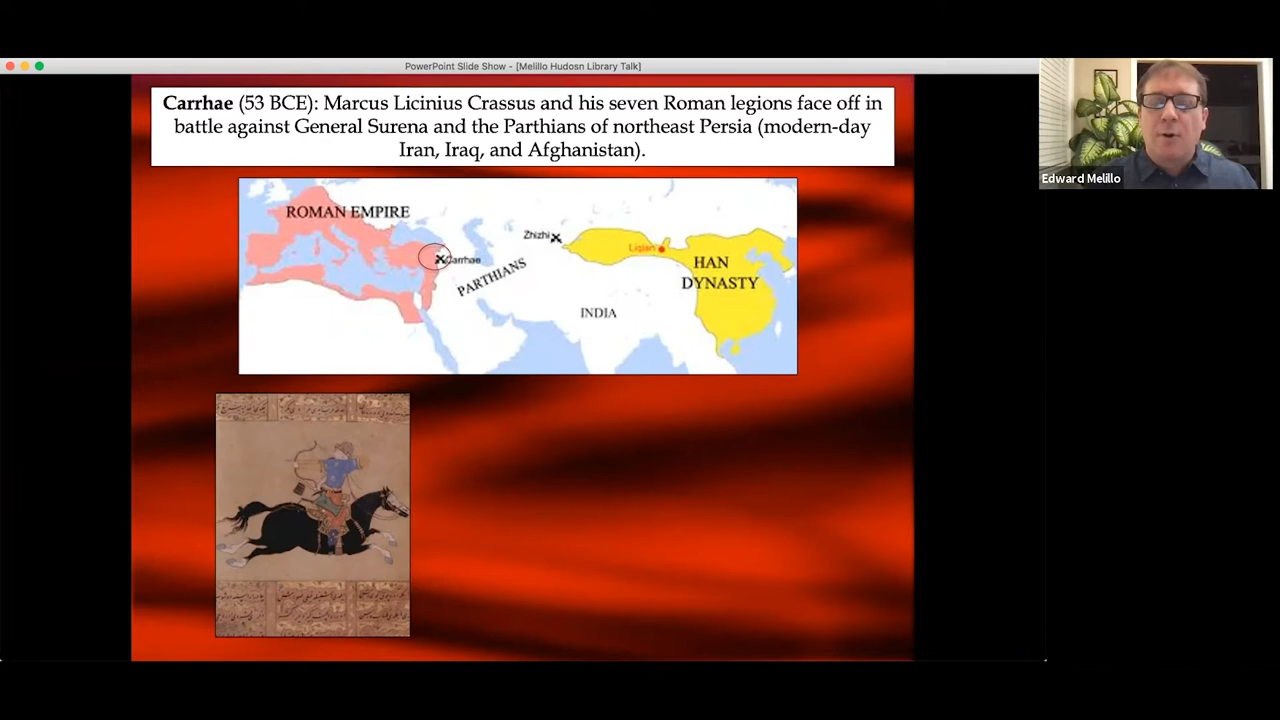 PowerPoint Slide Show - [Melillo Hudosn Library Talk]
Carrhae (53 BCE): Marcus Licinius Crassus and his seven Roman legions face off in
battle against General Surena and the Parthians of northeast Persia (modern-day
Iran, Iraq, and Afghanistan).
ROMAN EMPIRE
Carrhae
PARTHIANS
Zhizhi
Liqian
HAN
DYNASTY
INDIA
Edward Melillo